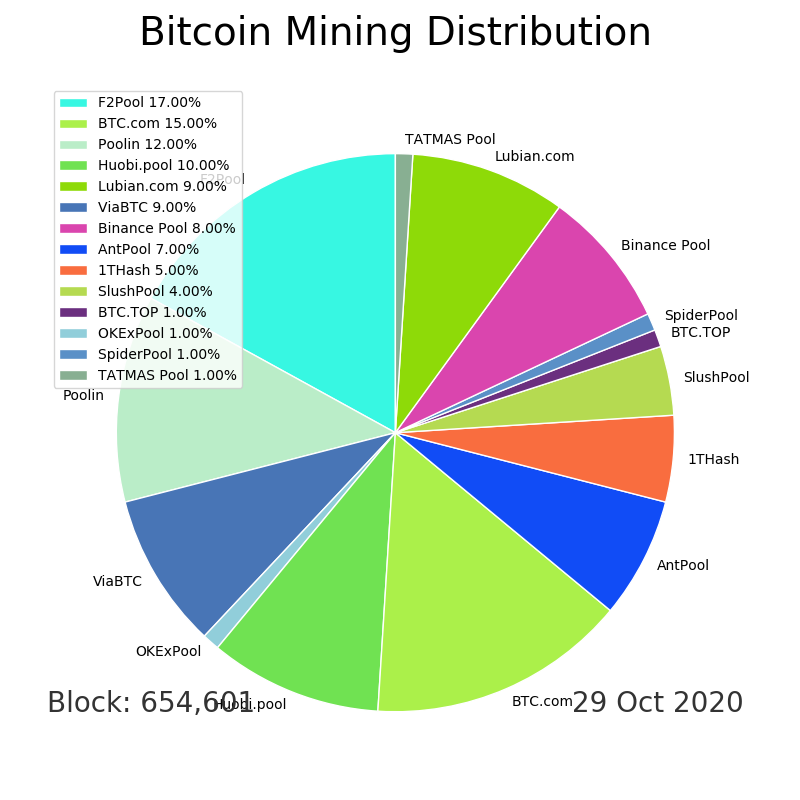 Bitcoin Mining Distribution
F2Pool 17.00%
BTC.com 15.00%
Poolin 12.00%
Huobi.pool 10.00%
Lubian.com 9.00%
ViaBTC 9.00%
Binance Pool 8.00%
AntPool 7.00%
1THash 5.00%
SlushPool 4.00%
BTC.TOP 1.00%
OKExPool 1.00%
SpiderPool 1.00%
TATMAS Pool 1.00%
TATMAS Pool
Lubian.com
F2Pool
Binance Pool
SpiderPool
BTC.TOP
SlushPool
Poolin
1THash
AntPool
ViaBTC
OKExPool
Huobi.pool
BTC.com
Block: 654,601
29 Oct 2020